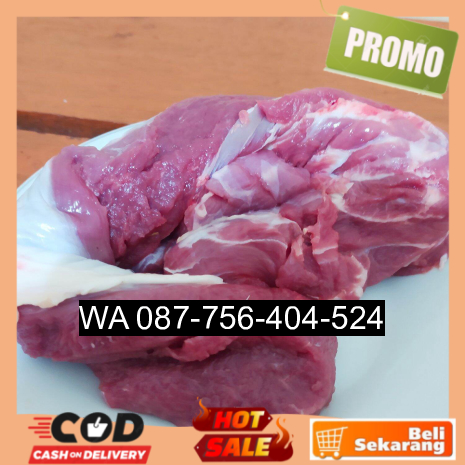 PROMO
WA 087-756-404-524
COD
CASH ON DELIVERY
HOT
SALE
Beli
Sekarang